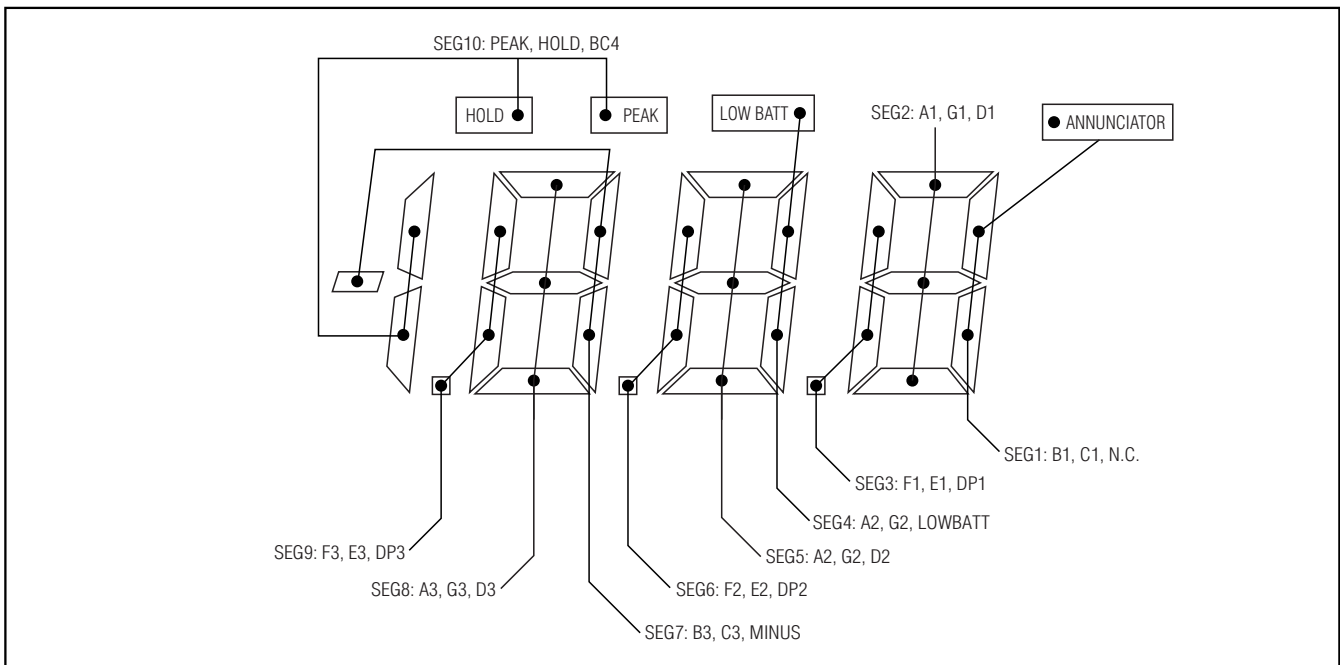 SEG10: PEAK, HOLD, BC4
HOLD
PEAK
LOW BATT
SEG2: A1, G1, D1
ANNUNCIATOR
SEG1: B1, C1, N.C.
SEG3: F1, E1, DP1
SEG4: A2, G2, LOWBATT
SEG9: F3, E3, DP3
SEG5: A2, G2, D2
SEG8: A3, G3, D3
SEG6: F2, E2, DP2
SEG7: B3, C3, MINUS